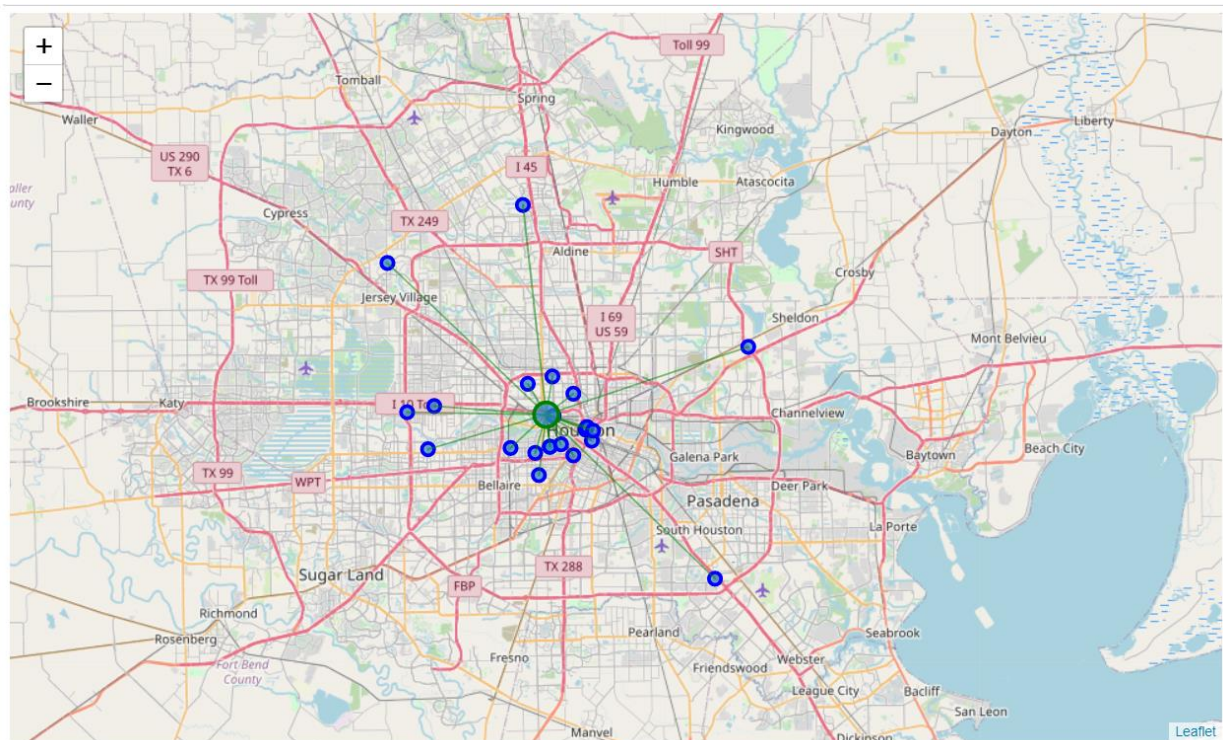 +
−
Toll 99
Tomball
Spring
Waller
Kingwood
Liberty
Dayton
US 290
TX 6
I 45
Humble
Atascocita
County
Cypress
TX 249
Aldine
SHT
Crosby
TX 99 Toll
Jersey Village
I 69
US 59
Sheldon
Mont Belvieu
Brookshire
Katy
I 10
Channelview
Houston
Galena Park
Beach City
Baytown
TX 99
WPT
Bellaire
Deer Park
Pasadena
La Porte
South Houston
TX 288
Sugar Land
FBP
Richmond
Rosenberg
Pearland
Seabrook
Fresno
Fort Bend
County
Friendswood
Webster
League City
Bacliff
San Leon
Manvel
Dickinson
Leaflet